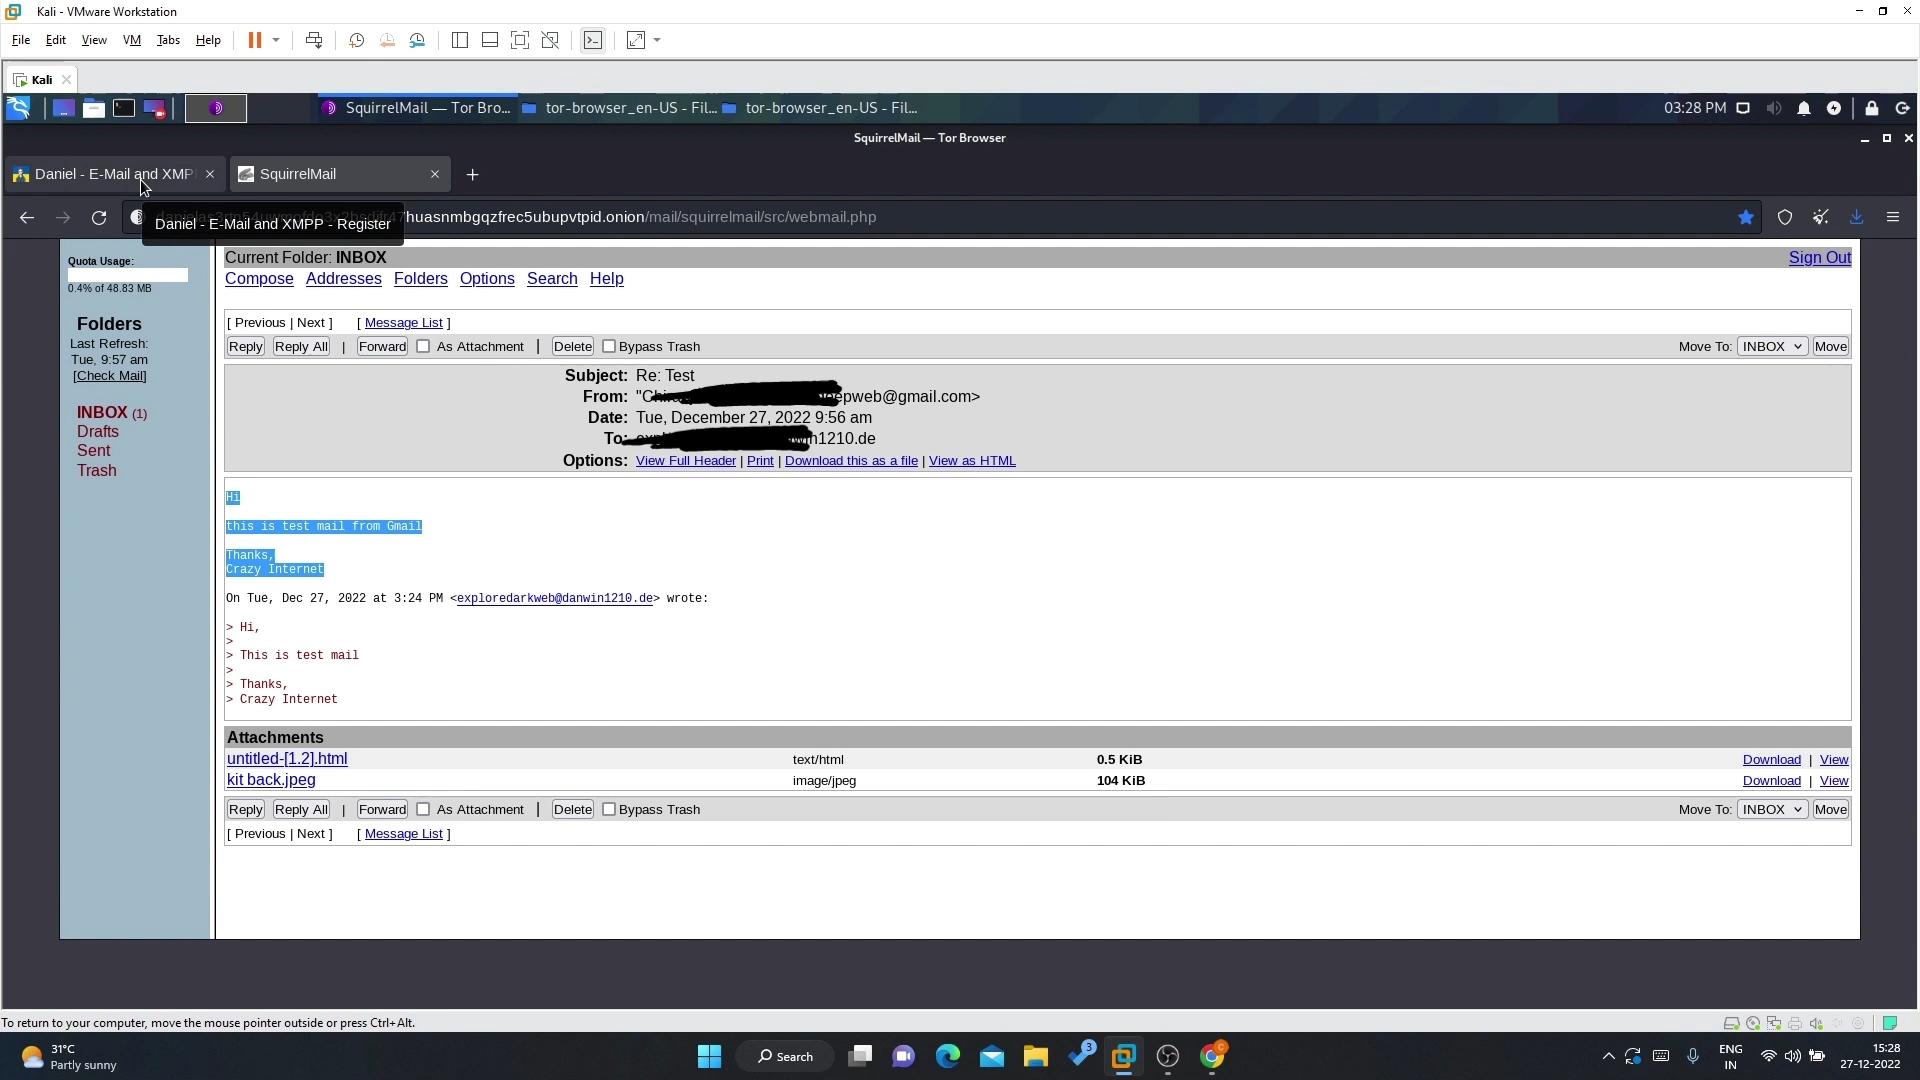 Kali - VMware Workstation
File Edit View VM Tabs Help
Kali
SquirrelMail — Tor Bro... tor-browser_en-US - Fil... tor-browser_en-US - Fil... 03:28 PM
SquirrelMail — Tor Browser
Daniel - E-Mail and XMP SquirrelMail
huasnmbgqzfrec5ubupvtpid.onion/mail/squirrelmail/src/webmail.php
Daniel - E-Mail and XMPP - Register
Quota Usage:
0.4% of 48.83 MB
Folders
Last Refresh:
Tue, 9:57 am
[Check Mail]
INBOX (1)
Drafts
Sent
Trash
Current Folder: INBOX Sign Out
Compose Addresses Folders Options Search Help
[ Previous | Next ] [ Message List ]
Reply Reply All | Forward As Attachment | Delete Bypass Trash Move To: INBOX Move
Subject: Re: Test
From: eepweb@gmail.com>
Date: Tue, December 27, 2022 9:56 am
To: n1210.de
Options: View Full Header | Print | Download this as a file | View as HTML
Hi
this is test mail from Gmail
Thanks,
Crazy Internet
On Tue, Dec 27, 2022 at 3:24 PM <exploredarkweb@danwin1210.de> wrote:
> Hi,
>
> This is test mail
>
> Thanks,
> Crazy Internet
Attachments
untitled-[1.2].html text/html 0.5 KiB Download | View
kit back.jpeg image/jpeg 104 KiB Download | View
Reply Reply All | Forward As Attachment | Delete Bypass Trash Move To: INBOX Move
[ Previous | Next ] [ Message List ]
To return to your computer, move the mouse pointer outside or press Ctrl+Alt.
31°C
Partly sunny
Search
3
ENG
IN
15:28
27-12-2022